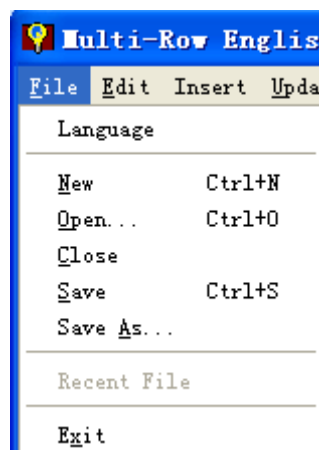 Multi-Row Englis
File Edit Insert Upda
Language
New Ctrl+N
Open... Ctrl+O
Close
Save Ctrl+S
Save As...
Recent File
Exit